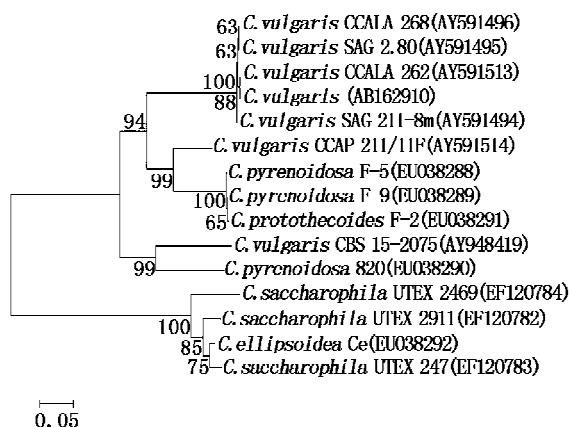 63 C. vulgaris CCALA 268(AY591496)
63 C. vulgaris SAG 2.80(AY591495)
C. vulgaris CCALA 262(AY591513)
100
88 C. vulgaris (AB162910)
C. vulgaris SAG 211-8m(AY591494)
94
C. vulgaris CCAP 211/11F(AY591514)
99
C. pyrenoidosa F-5(EU038288)
100 C. pyrenoidosa F 9(EU038289)
65 C. protothecoides F-2(EU038291)
C. vulgaris CBS 15-2075(AY948419)
99 C. pyrenoidosa 820(EU038290)
C. saccharophila UTEX 2469(EF120784)
100 C. saccharophila UTEX 2911(EF120782)
85 C. ellipsoidea Ce(EU038292)
75 C. saccharophila UTEX 247(EF120783)
0.05